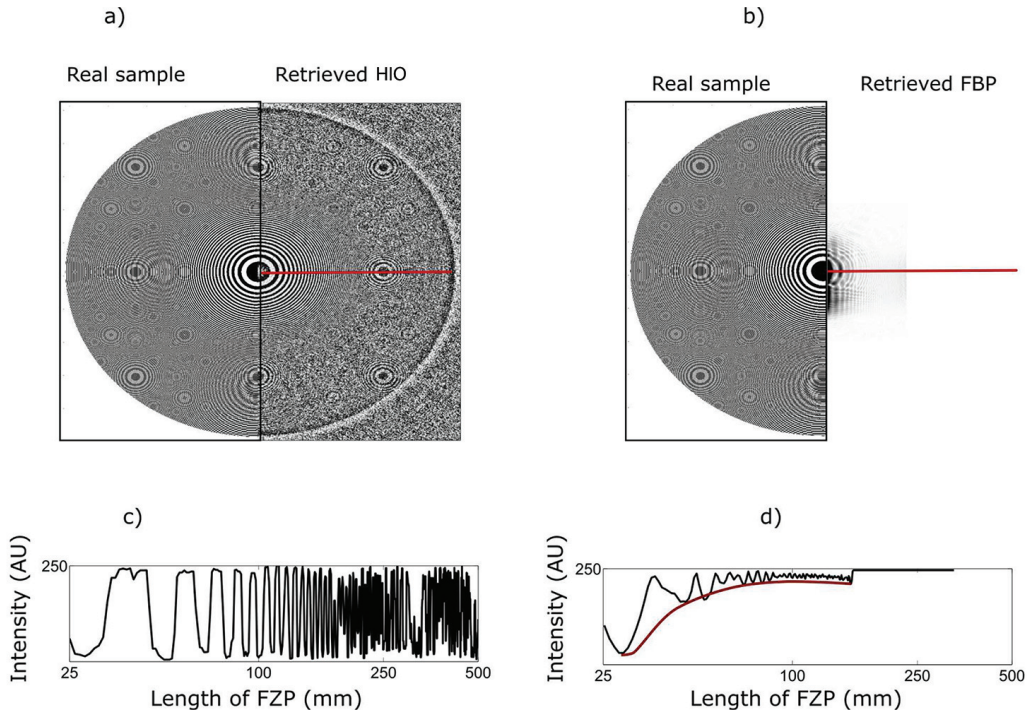 a)
b)
Real sample
Retrieved HIO
Real sample
Retrieved FBP
c)
d)
Intensity (AU)
250
25
100
250
500
Length of FZP (mm)
Intensity (AU)
250
25
100
250
500
Length of FZP (mm)